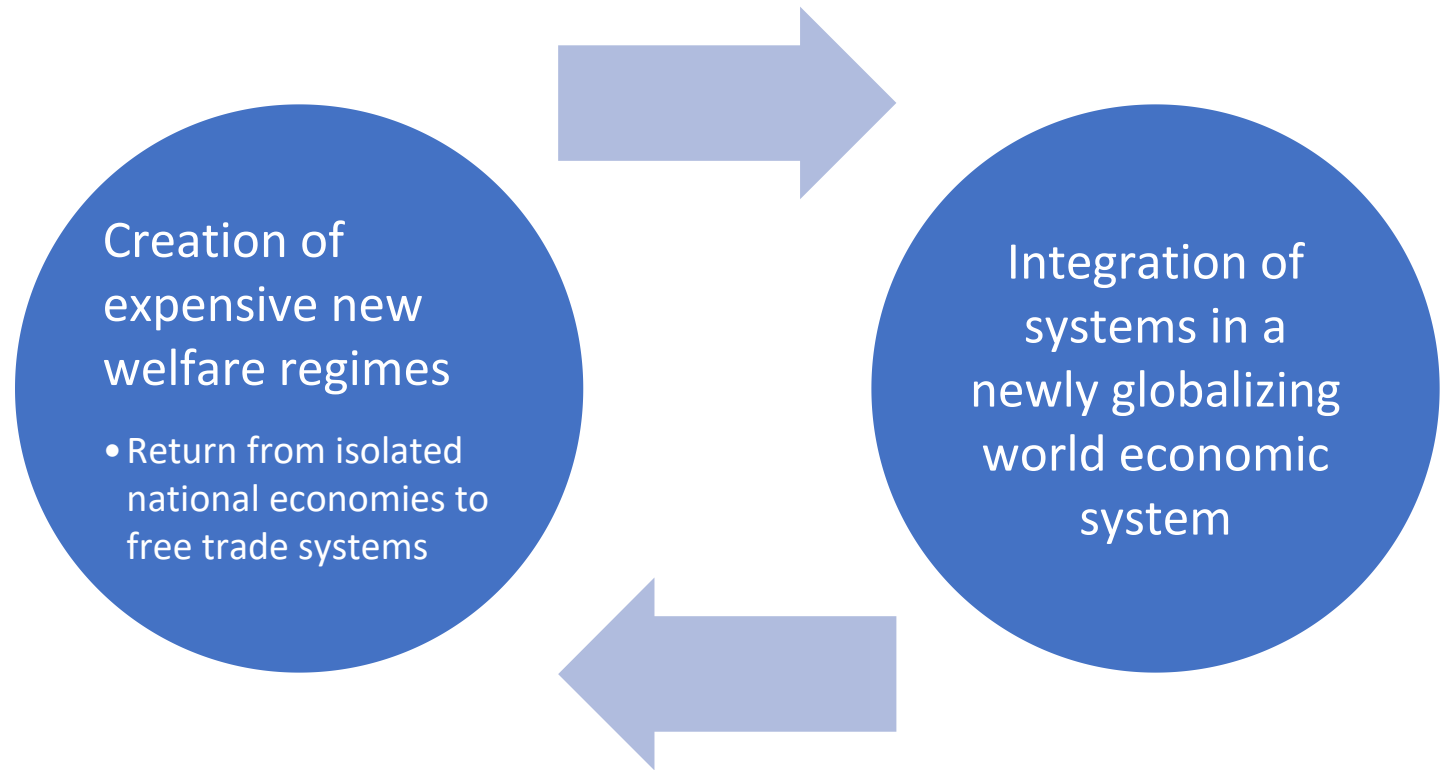 Creation of
expensive new
welfare regimes
• Return from isolated
national economies to
free trade systems
Integration of
systems in a
newly globalizing
world economic
system